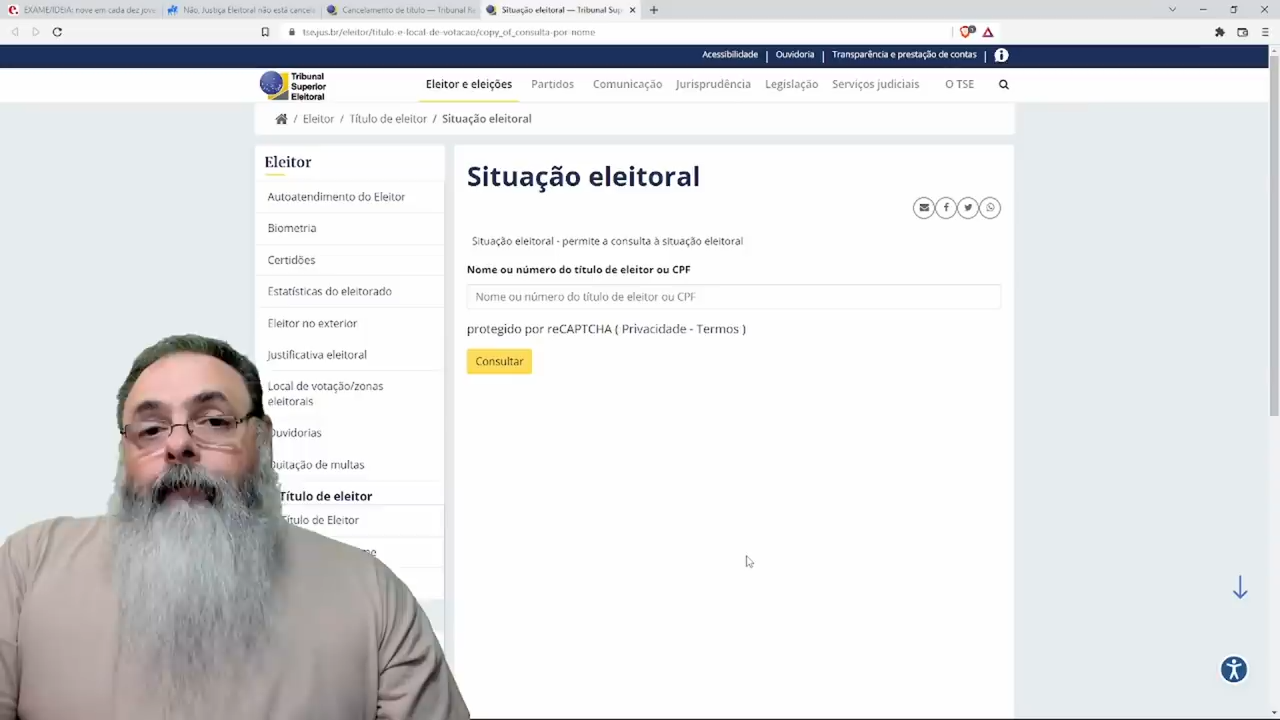 EXAME/IDEIA: nove em cada dez jove
Não, Justiça Eleitoral não está cancela
Cancelamento de título — Tribunal Re
Situação eleitoral — Tribunal Sup
tse.jus.br/eleitor/titulo-e-local-de-votacao/copy_of_consulta-por-nome
Acessibilidade | Ouvidoria | Transparência e prestação de contas |
Tribunal
Superior
Eleitoral
Eleitor e eleições Partidos Comunicação Jurisprudência Legislação Serviços judiciais O TSE
/ Eleitor / Título de eleitor / Situação eleitoral
Eleitor
Autoatendimento do Eleitor
Biometria
Certidões
Estatísticas do eleitorado
Eleitor no exterior
Justificativa eleitoral
Local de votação/zonas
eleitorais
Ouvidorias
Quitação de multas
Título de eleitor
Título de Eleitor
me
Situação eleitoral
Situação eleitoral - permite a consulta à situação eleitoral
Nome ou número do título de eleitor ou CPF
Nome ou número do título de eleitor ou CPF
protegido por reCAPTCHA ( Privacidade - Termos )
Consultar